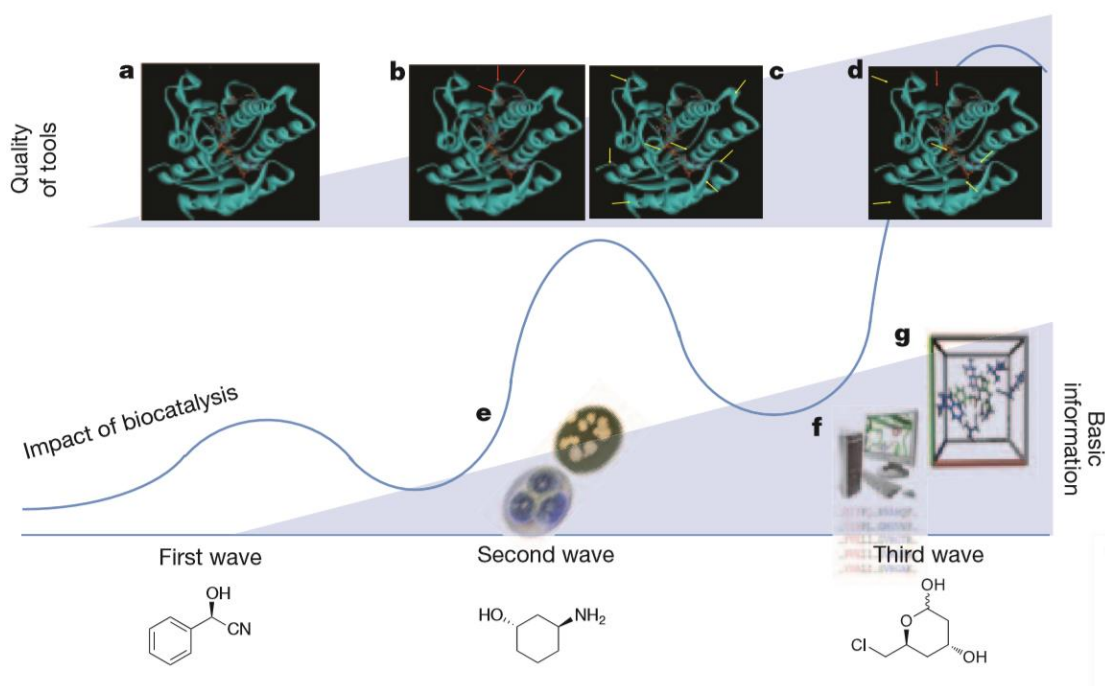 a
b
c
d
Quality
of tools
Impact of biocatalysis
e
f
g
Basic
information
First wave
Second wave
Third wave
OH
CN
HO
NH₂
OH
O
Cl
OH